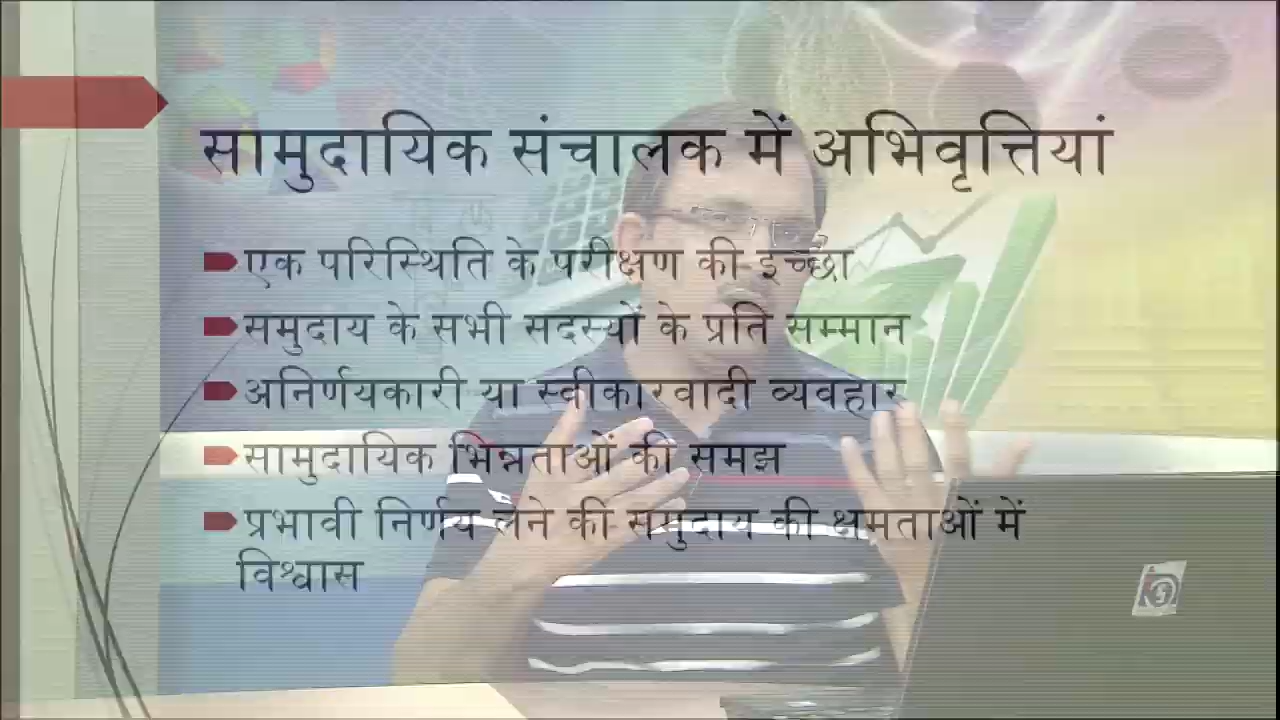 सामुदायिक संचालक में अभिवृत्तियां
एक परिस्थिति के परीक्षण की इच्छा
समुदाय के सभी सदस्यों के प्रति सम्मान
अनिर्णयकारी या स्वीकारवादी व्यवहार
सामुदायिक भिन्नताओं की समझ
प्रभावी निर्णय लेने की समुदाय की क्षमताओं में
विश्वास